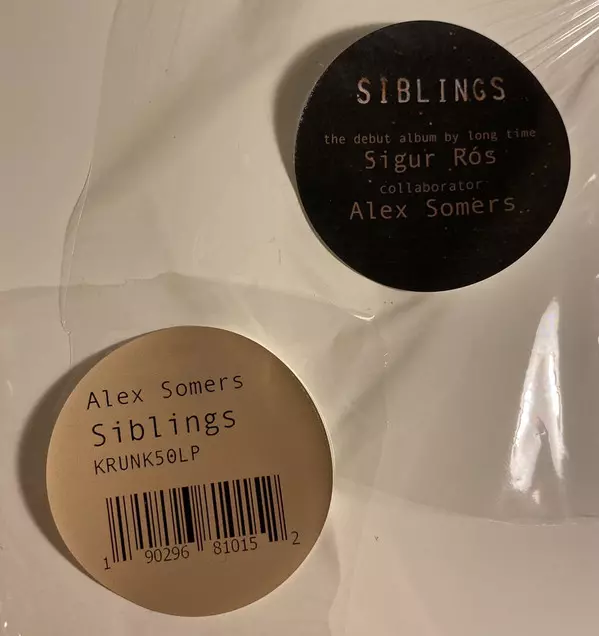 SIBLINGS
the debut album by long time
Sigur Rós
collaborator
Alex Somers
Alex Somers
Siblings
KRUNK50LP
1 90296 81015 2